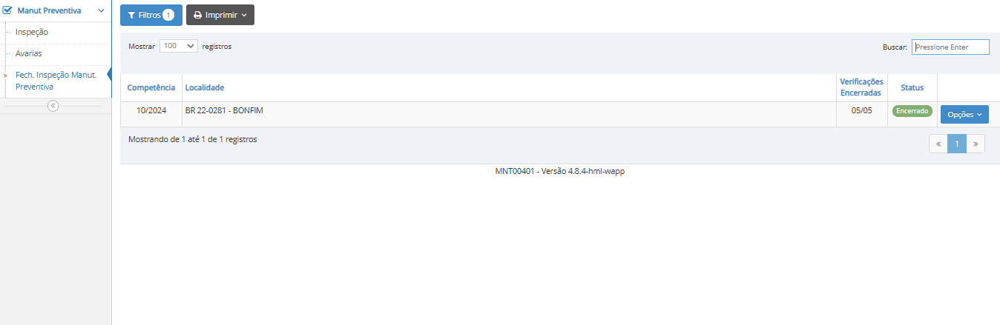 Manut Preventiva
Inspeção
Avarias
Fech. Inspeção Manut.
Preventiva
Filtros 1
Imprimir
Mostrar 100 registros
Buscar: Pressione Enter
Competência Localidade Verificações Encerradas Status
10/2024 BR 22-0281 - BONFIM 05/05 Encerrado Opções
Mostrando de 1 até 1 de 1 registros
« 1 »
MNT00401 - Versão 4.8.4-hml-wapp